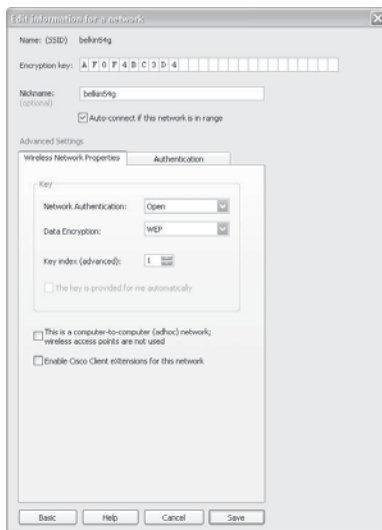 Edit information for a network
Name: (SSID) belkin54g
Encryption key: A F 0 F 4 B C 3 D 4
Nickname: belkin54g
(optional)
Auto-connect if this network is in range
Advanced Settings
Wireless Network Properties Authentication
Key
Network Authentication: Open
Data Encryption: WEP
Key index (advanced): 1
The key is provided for me automatically
This is a computer-to-computer (adhoc) network;
wireless access points are not used
Enable Cisco Client eXtensions for this network
Basic Help Cancel Save